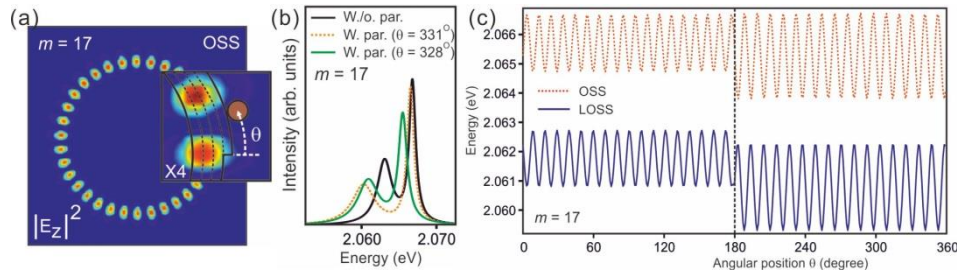 (a)
m = 17
OSS
θ
X4
|E_Z|²
(b)
W./o. par.
W. par. (θ = 331°)
W. par. (θ = 328°)
m = 17
Intensity (arb. units)
2.060 2.070
Energy (eV)
(c)
2.066
2.065
2.064
2.063
2.062
2.061
2.060
Energy (eV)
OSS
LOSS
m = 17
0 60 120 180 240 300 360
Angular position θ (degree)